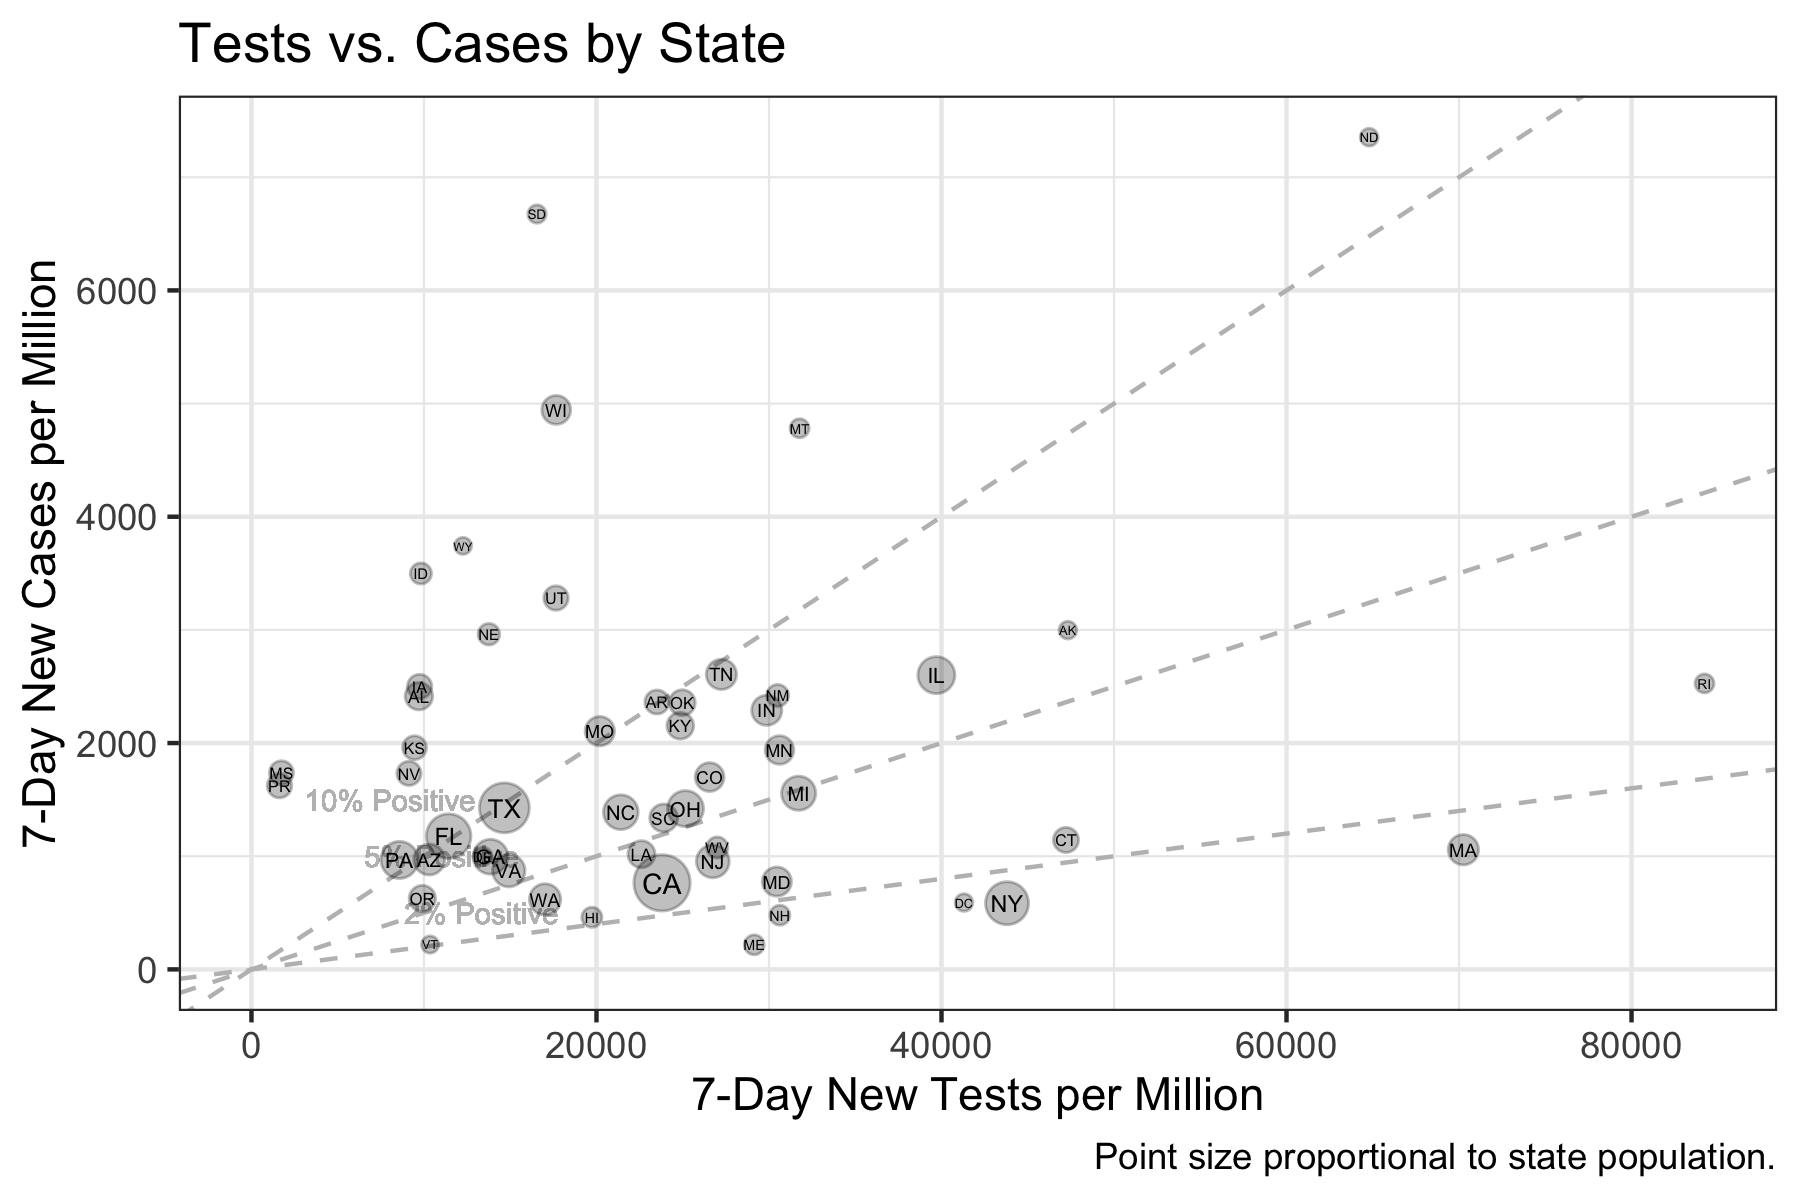 Tests vs. Cases by State
7-Day New Cases per Million
6000
4000
2000
0
ND
SD
WI
MT
WY
ID
UT
NE
AK
TN
IL
RI
IA
AL
NM
AR
OK
IN
KY
MO
KS
MN
MS
NV
PR
CO
10% Positive
MI
TX
NC
OH
SC
FL
CT
WV
MA
5% Positive
PA
AZ
GA
LA
NJ
VA
CA
MD
OR
WA
DC
NY
2% Positive
HI
NH
VT
ME
0
20000
40000
60000
80000
7-Day New Tests per Million
Point size proportional to state population.